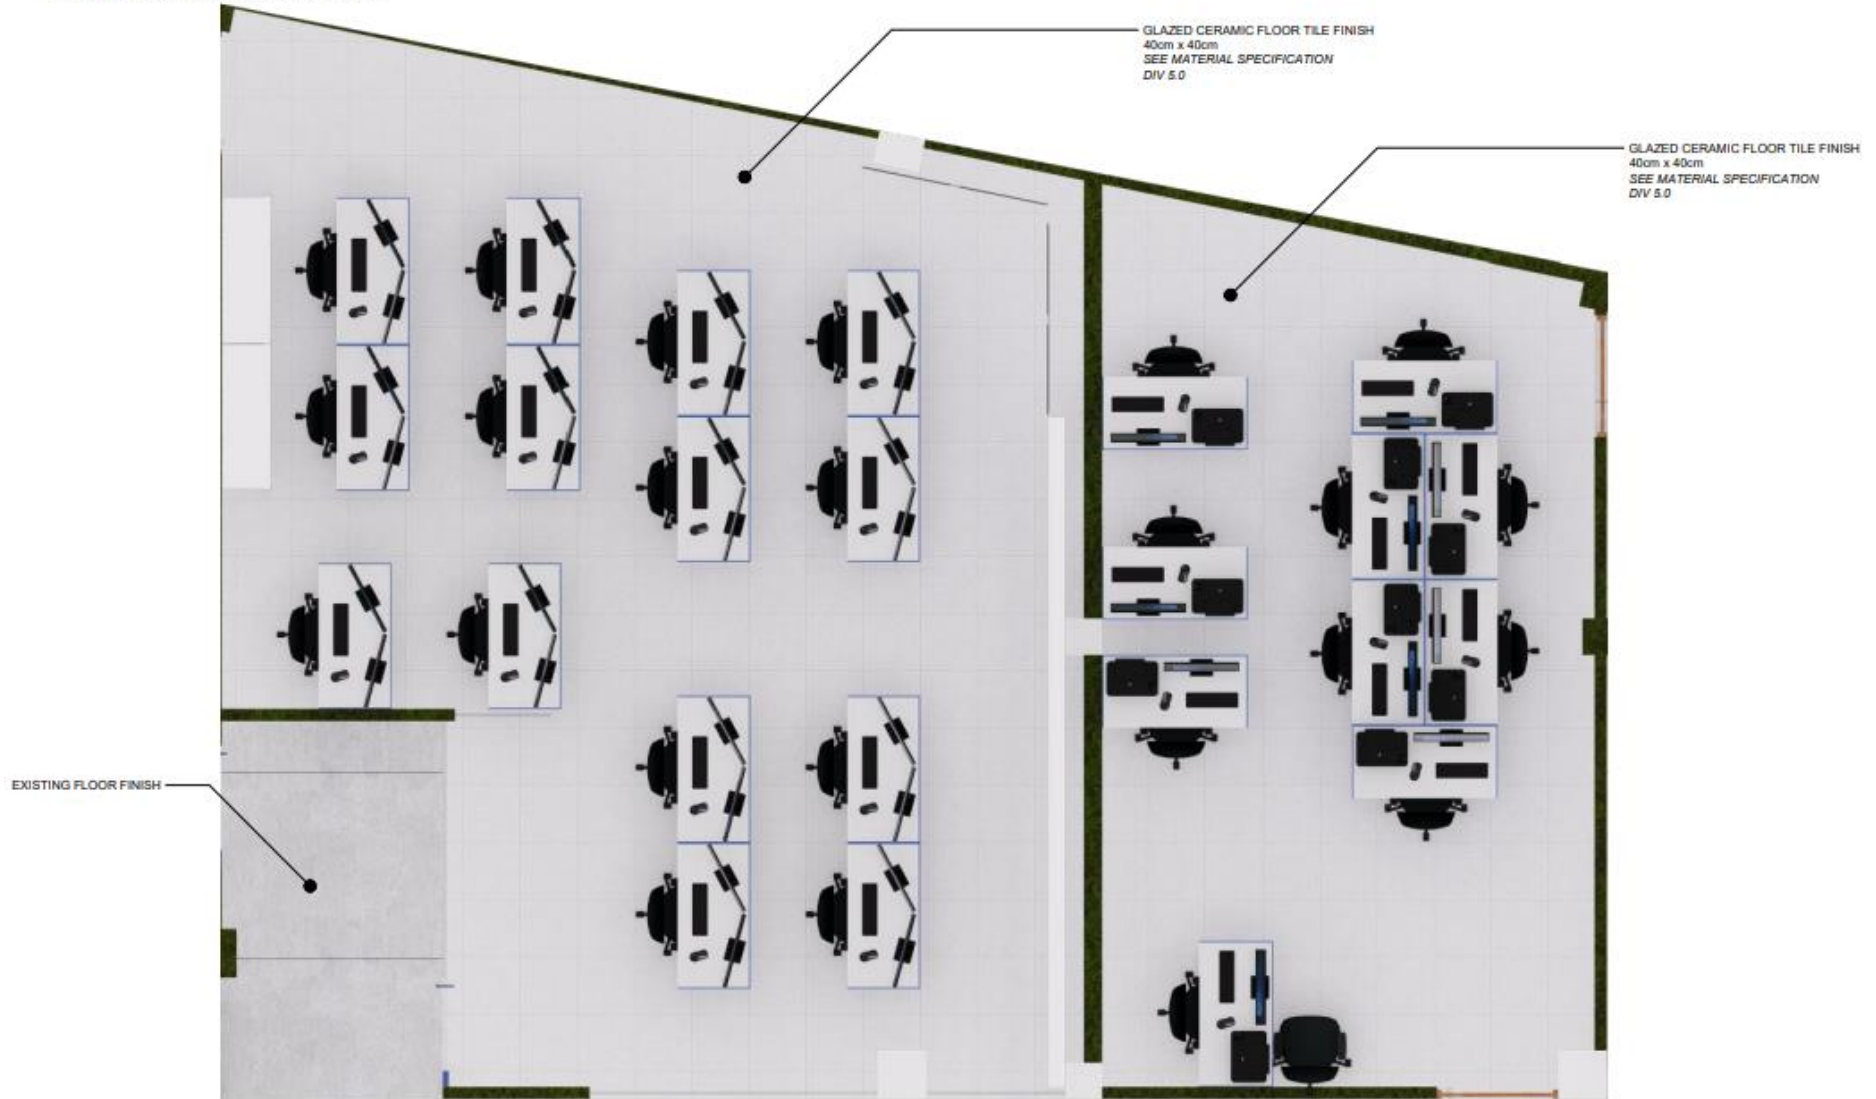 GLAZED CERAMIC FLOOR TILE FINISH
40cm x 40cm
SEE MATERIAL SPECIFICATION
DIV 5.0
GLAZED CERAMIC FLOOR TILE FINISH
40cm x 40cm
SEE MATERIAL SPECIFICATION
DIV 5.0
EXISTING FLOOR FINISH